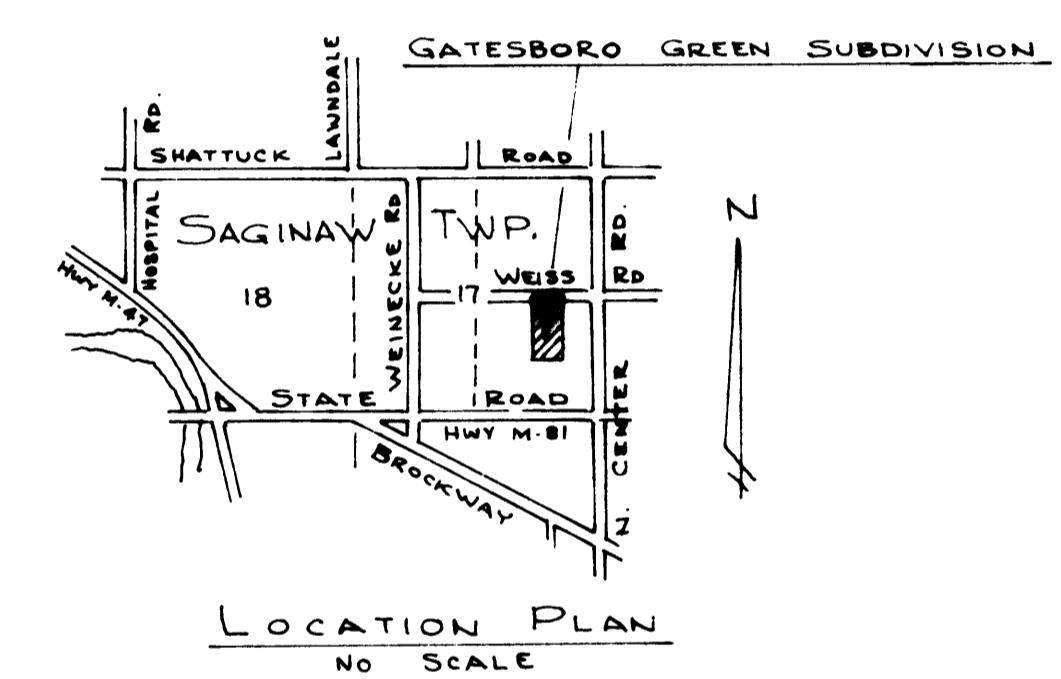 GATESBORO GREEN SUBDIVISION
LAWNDALE
RD.
SHATTUCK ROAD
HOSPITAL
SAGINAW TWP.
WEINECKE RD
RD.
WEISS RD
HWY M-47
18
17
STATE ROAD
HWY M-81
N. CENTER
BROCKWAY
N
LOCATION PLAN
NO SCALE